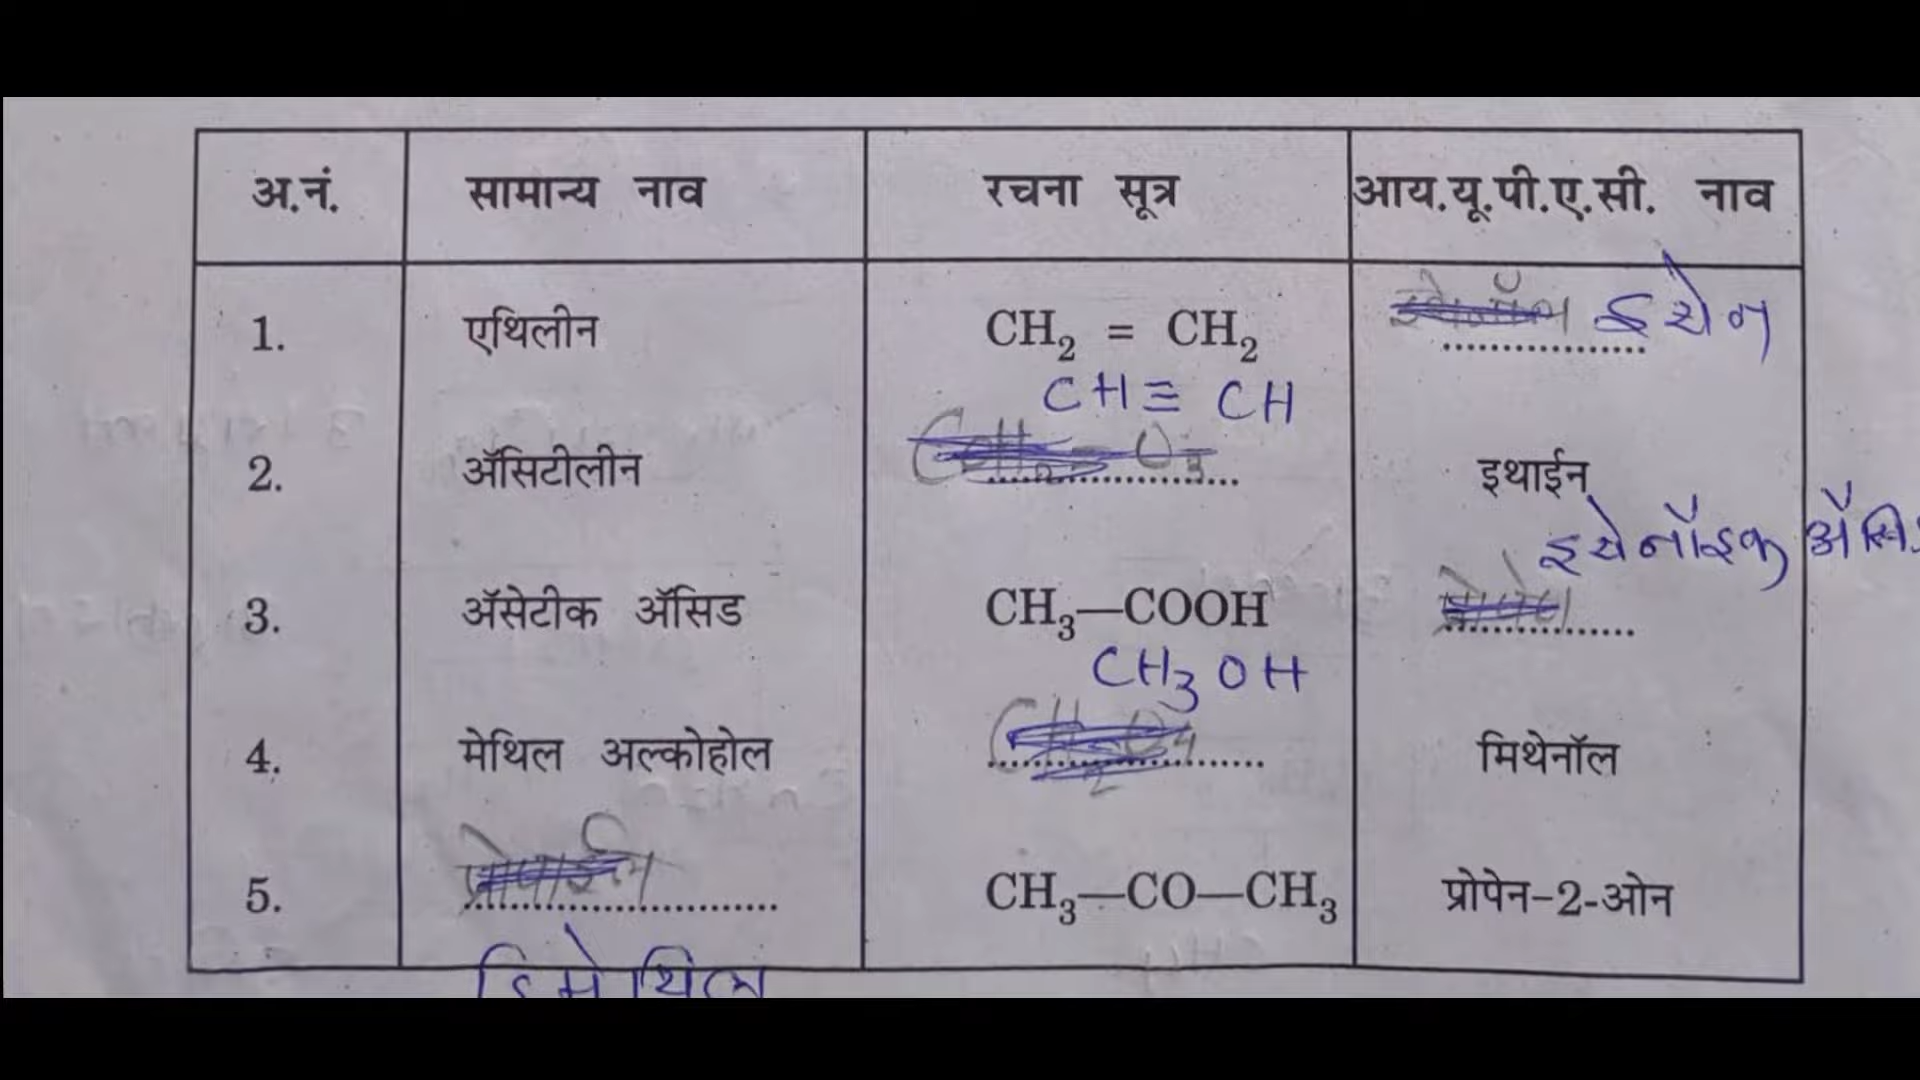 अ.नं. सामान्य नाव रचना सूत्र आय.यू.पी.ए.सी. नाव
1. एथिलीन CH₂ = CH₂ इथेन
CH ≡ CH
2. ॲसिटीलीन इथाईन
इथेनॉइक
3. ॲसेटीक ॲसिड CH₃—COOH
CH₃OH
4. मेथिल अल्कोहोल मिथेनॉल
5. CH₃—CO—CH₃ प्रोपेन-2-ओन